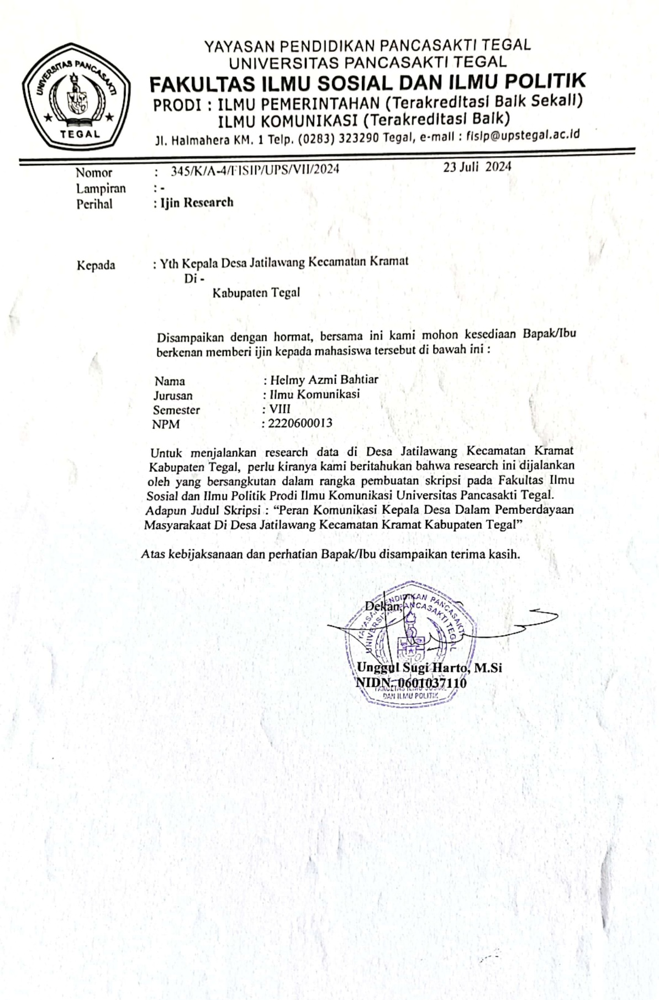 UNIVERSITAS PANCASAKTI
TEGAL
YAYASAN PENDIDIKAN PANCASAKTI TEGAL
UNIVERSITAS PANCASAKTI TEGAL
FAKULTAS ILMU SOSIAL DAN ILMU POLITIK
PRODI : ILMU PEMERINTAHAN (Terakreditasi Baik Sekali)
ILMU KOMUNIKASI (Terakreditasi Baik)
Jl. Halmahera KM. 1 Telp. (0283) 323290 Tegal, e-mail : fisip@upstegal.ac.id
Nomor : 345/K/A-4/FISIP/UPS/VII/2024 23 Juli 2024
Lampiran : -
Perihal : Ijin Research
Kepada : Yth Kepala Desa Jatilawang Kecamatan Kramat
Di -
Kabupaten Tegal
Disampaikan dengan hormat, bersama ini kami mohon kesediaan Bapak/Ibu
berkenan memberi ijin kepada mahasiswa tersebut di bawah ini :
Nama : Helmy Azmi Bahtiar
Jurusan : Ilmu Komunikasi
Semester : VIII
NPM : 2220600013
Untuk menjalankan research data di Desa Jatilawang Kecamatan Kramat
Kabupaten Tegal, perlu kiranya kami beritahukan bahwa research ini dijalankan
oleh yang bersangkutan dalam rangka pembuatan skripsi pada Fakultas Ilmu
Sosial dan Ilmu Politik Prodi Ilmu Komunikasi Universitas Pancasakti Tegal.
Adapun Judul Skripsi : “Peran Komunikasi Kepala Desa Dalam Pemberdayaan
Masyarakaat Di Desa Jatilawang Kecamatan Kramat Kabupaten Tegal”
Atas kebijaksanaan dan perhatian Bapak/Ibu disampaikan terima kasih.
Dekan,
YAYASAN PENDIDIKAN PANCASAKTI
UNIVERSITAS PANCASAKTI TEGAL
Unggul Sugi Harto, M.Si
NIDN. 0601037110
FAKULTAS ILMU SOSIAL
DAN ILMU POLITIK